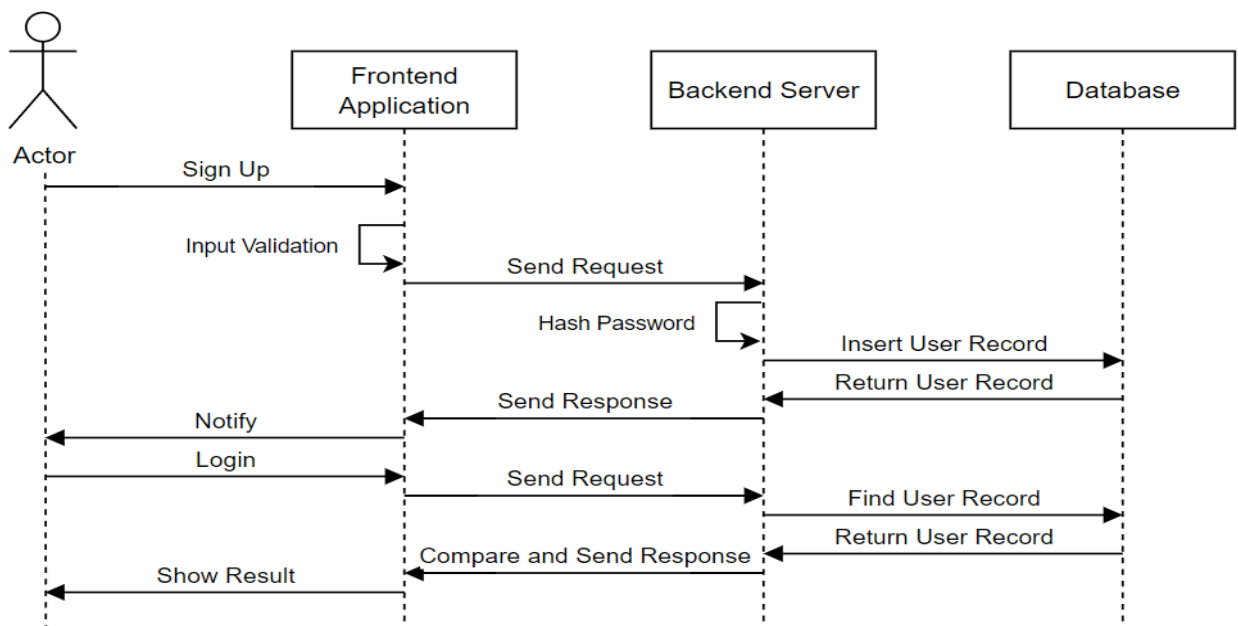 Frontend
Application
Backend Server
Database
Actor
Sign Up
Input Validation
Send Request
Hash Password
Insert User Record
Return User Record
Send Response
Notify
Login
Send Request
Find User Record
Return User Record
Compare and Send Response
Show Result